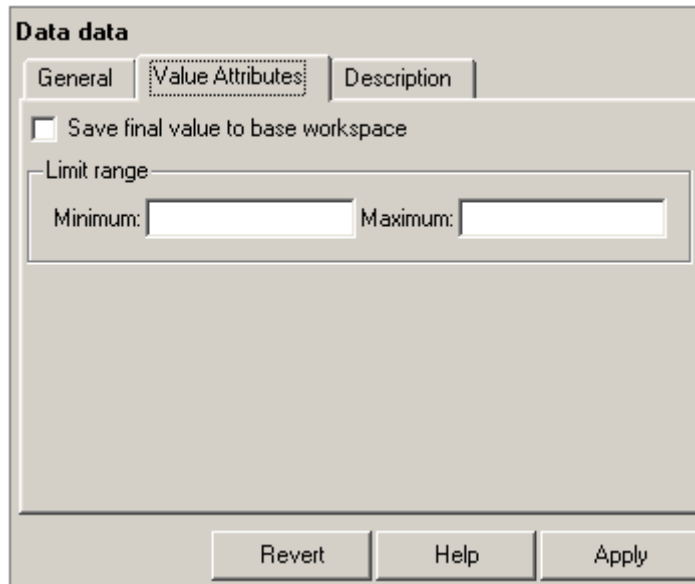 Data data
General Value Attributes Description
Save final value to base workspace
Limit range
Minimum: Maximum:
Revert Help Apply